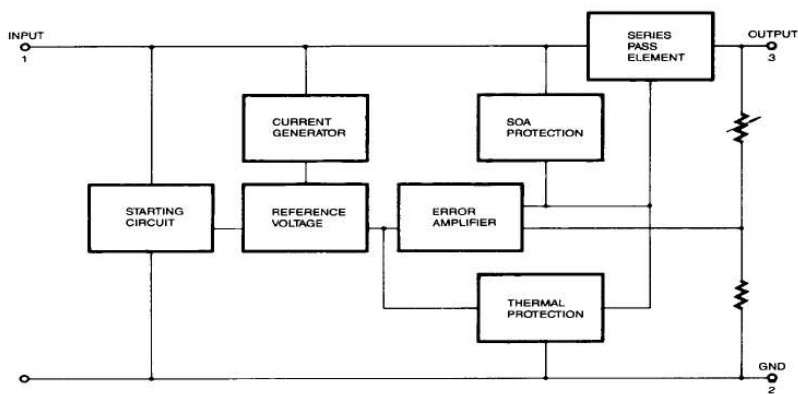 INPUT
1
SERIES
PASS
ELEMENT
OUTPUT
3
CURRENT
GENERATOR
SOA
PROTECTION
STARTING
CIRCUIT
REFERENCE
VOLTAGE
ERROR
AMPLIFIER
THERMAL
PROTECTION
GND
2